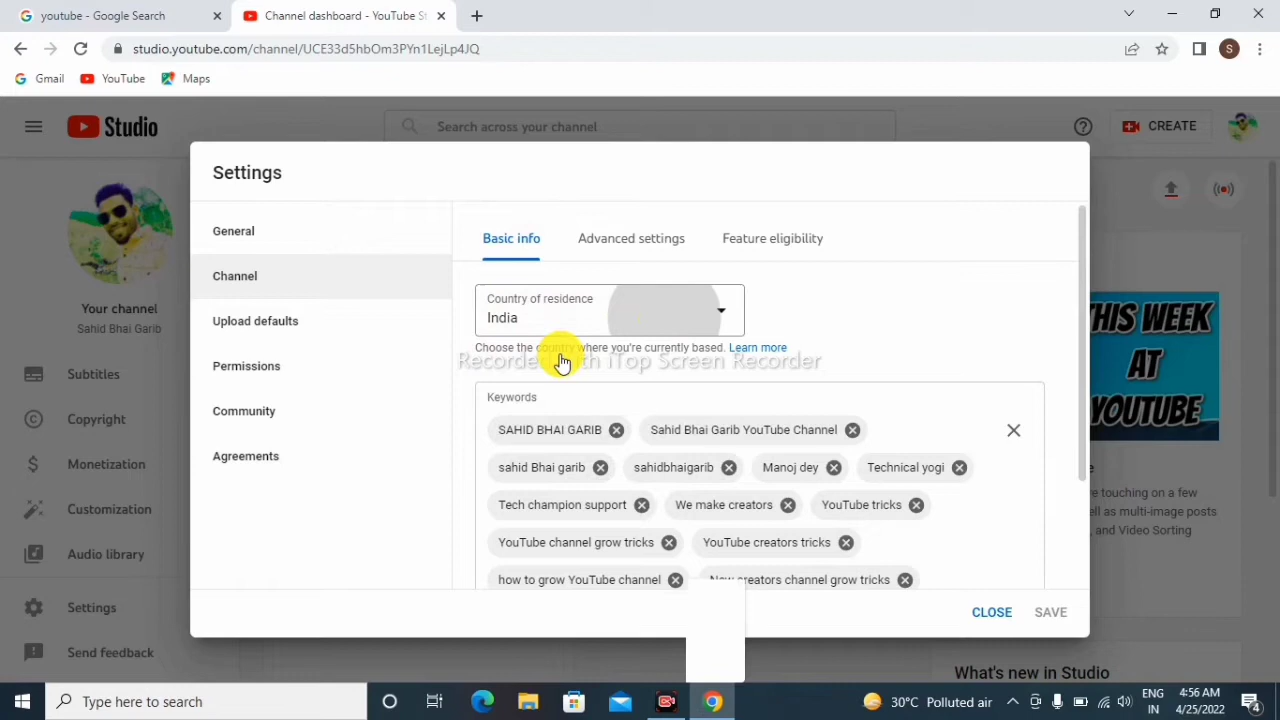 youtube - Google Search
Channel dashboard - YouTube St
studio.youtube.com/channel/UCE33d5hbOm3PYn1LejLp4JQ
S
Gmail YouTube Maps
Studio
Search across your channel
CREATE
Settings
General
Channel
Upload defaults
Permissions
Community
Agreements
Basic info Advanced settings Feature eligibility
Country of residence
India
Choose the country where you're currently based. Learn more
Recorded with iTop Screen Recorder
Keywords
SAHID BHAI GARIB Sahid Bhai Garib YouTube Channel
sahid Bhai garib sahidbhaigarib Manoj dey Technical yogi
Tech champion support We make creators YouTube tricks
YouTube channel grow tricks YouTube creators tricks
how to grow YouTube channel New creators channel grow tricks
CLOSE SAVE
Your channel
Sahid Bhai Garib
Subtitles
Copyright
Monetization
Customization
Audio library
Settings
Send feedback
THIS WEEK
AT
YOUTUBE
e touching on a few
ell as multi-image posts
, and Video Sorting
What's new in Studio
Type here to search
30°C Polluted air
ENG
IN
4:56 AM
4/25/2022
4